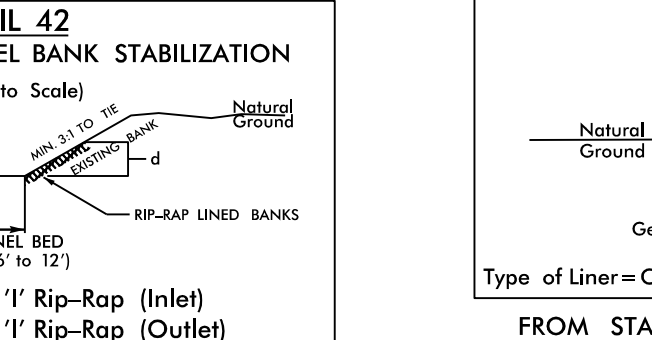 IL 42
EL BANK STABILIZATION
to Scale)
MIN. 3:1 TO TIE
EXISTING BANK
Natural
Ground
d
RIP-RAP LINED BANKS
NEL BED
6' to 12')
'I' Rip-Rap (Inlet)
'I' Rip-Rap (Outlet)
Natural
Ground
Ge
Type of Liner=C
FROM STA